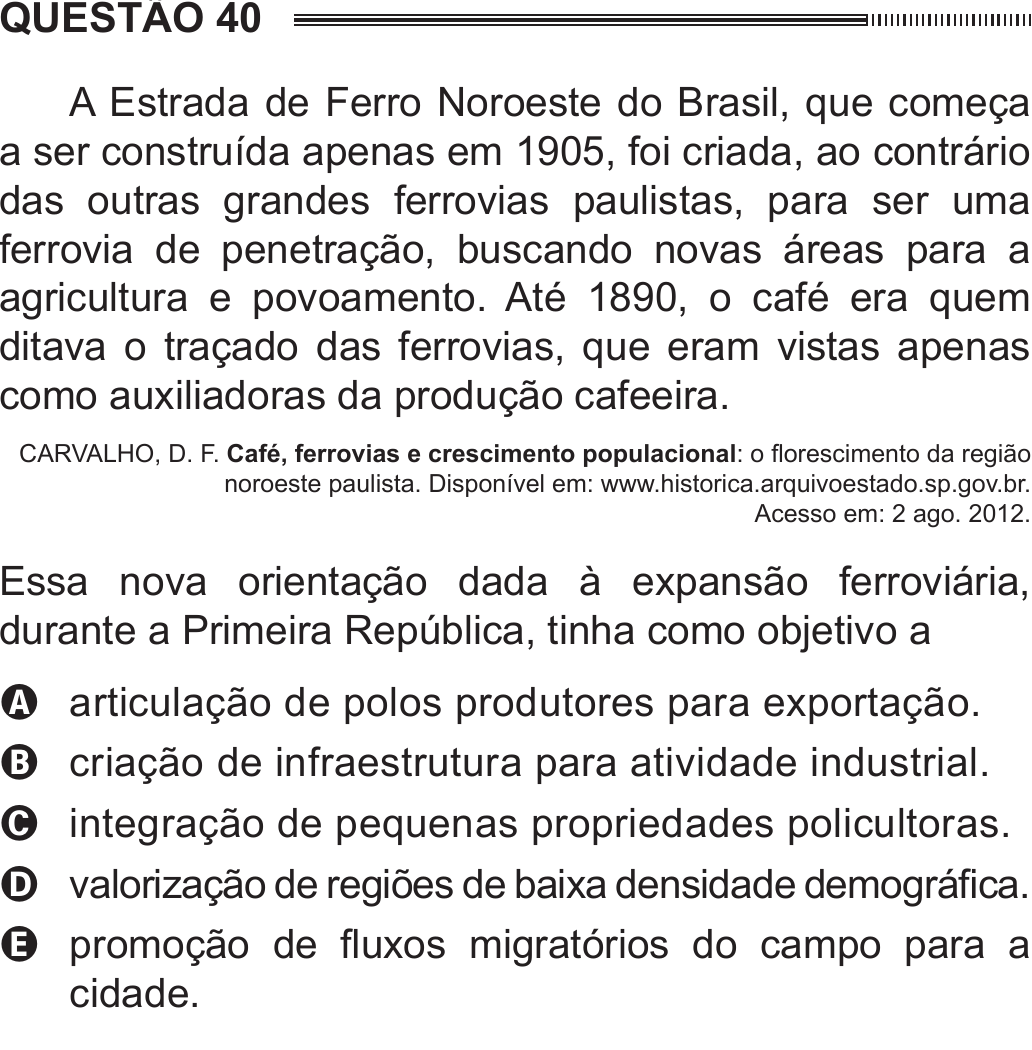 QUESTÃO 40
A Estrada de Ferro Noroeste do Brasil, que começa
a ser construída apenas em 1905, foi criada, ao contrário
das outras grandes ferrovias paulistas, para ser uma
ferrovia de penetração, buscando novas áreas para a
agricultura e povoamento. Até 1890, o café era quem
ditava o traçado das ferrovias, que eram vistas apenas
como auxiliadoras da produção cafeeira.
CARVALHO, D. F. Café, ferrovias e crescimento populacional: o florescimento da região
noroeste paulista. Disponível em: www.historica.arquivoestado.sp.gov.br.
Acesso em: 2 ago. 2012.
Essa nova orientação dada à expansão ferroviária,
durante a Primeira República, tinha como objetivo a
A articulação de polos produtores para exportação.
B criação de infraestrutura para atividade industrial.
C integração de pequenas propriedades policultoras.
D valorização de regiões de baixa densidade demográfica.
E promoção de fluxos migratórios do campo para a
cidade.